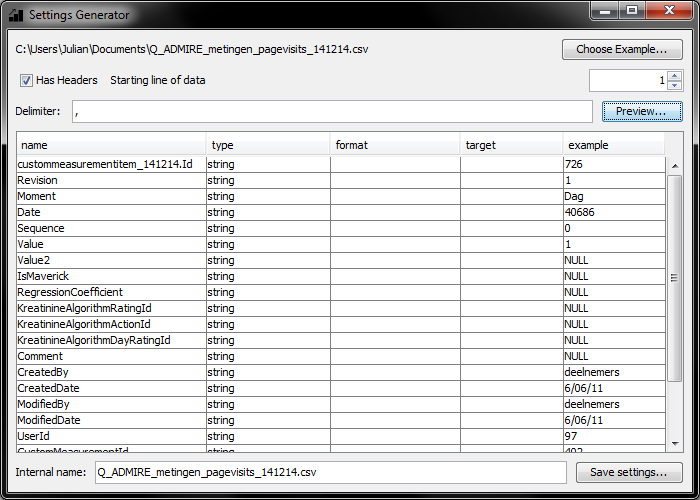 Settings Generator
C:\Users\Julian\Documents\Q_ADMIRE_metingen_pagevisits_141214.csv Choose Example...
Has Headers Starting line of data 1
Delimiter: , Preview...
name type format target example
custommeasurementitem_141214.Id string 726
Revision string 1
Moment string Dag
Date string 40686
Sequence string 0
Value string 1
Value2 string NULL
IsMaverick string NULL
RegressionCoefficient string NULL
KreatinineAlgorithmRatingId string NULL
KreatinineAlgorithmActionId string NULL
KreatinineAlgorithmDayRatingId string NULL
Comment string NULL
CreatedBy string deelnemers
CreatedDate string 6/06/11
ModifiedBy string deelnemers
ModifiedDate string 6/06/11
UserId string 97
CustomMeasurementId string 402
Internal name: Q_ADMIRE_metingen_pagevisits_141214.csv Save settings...